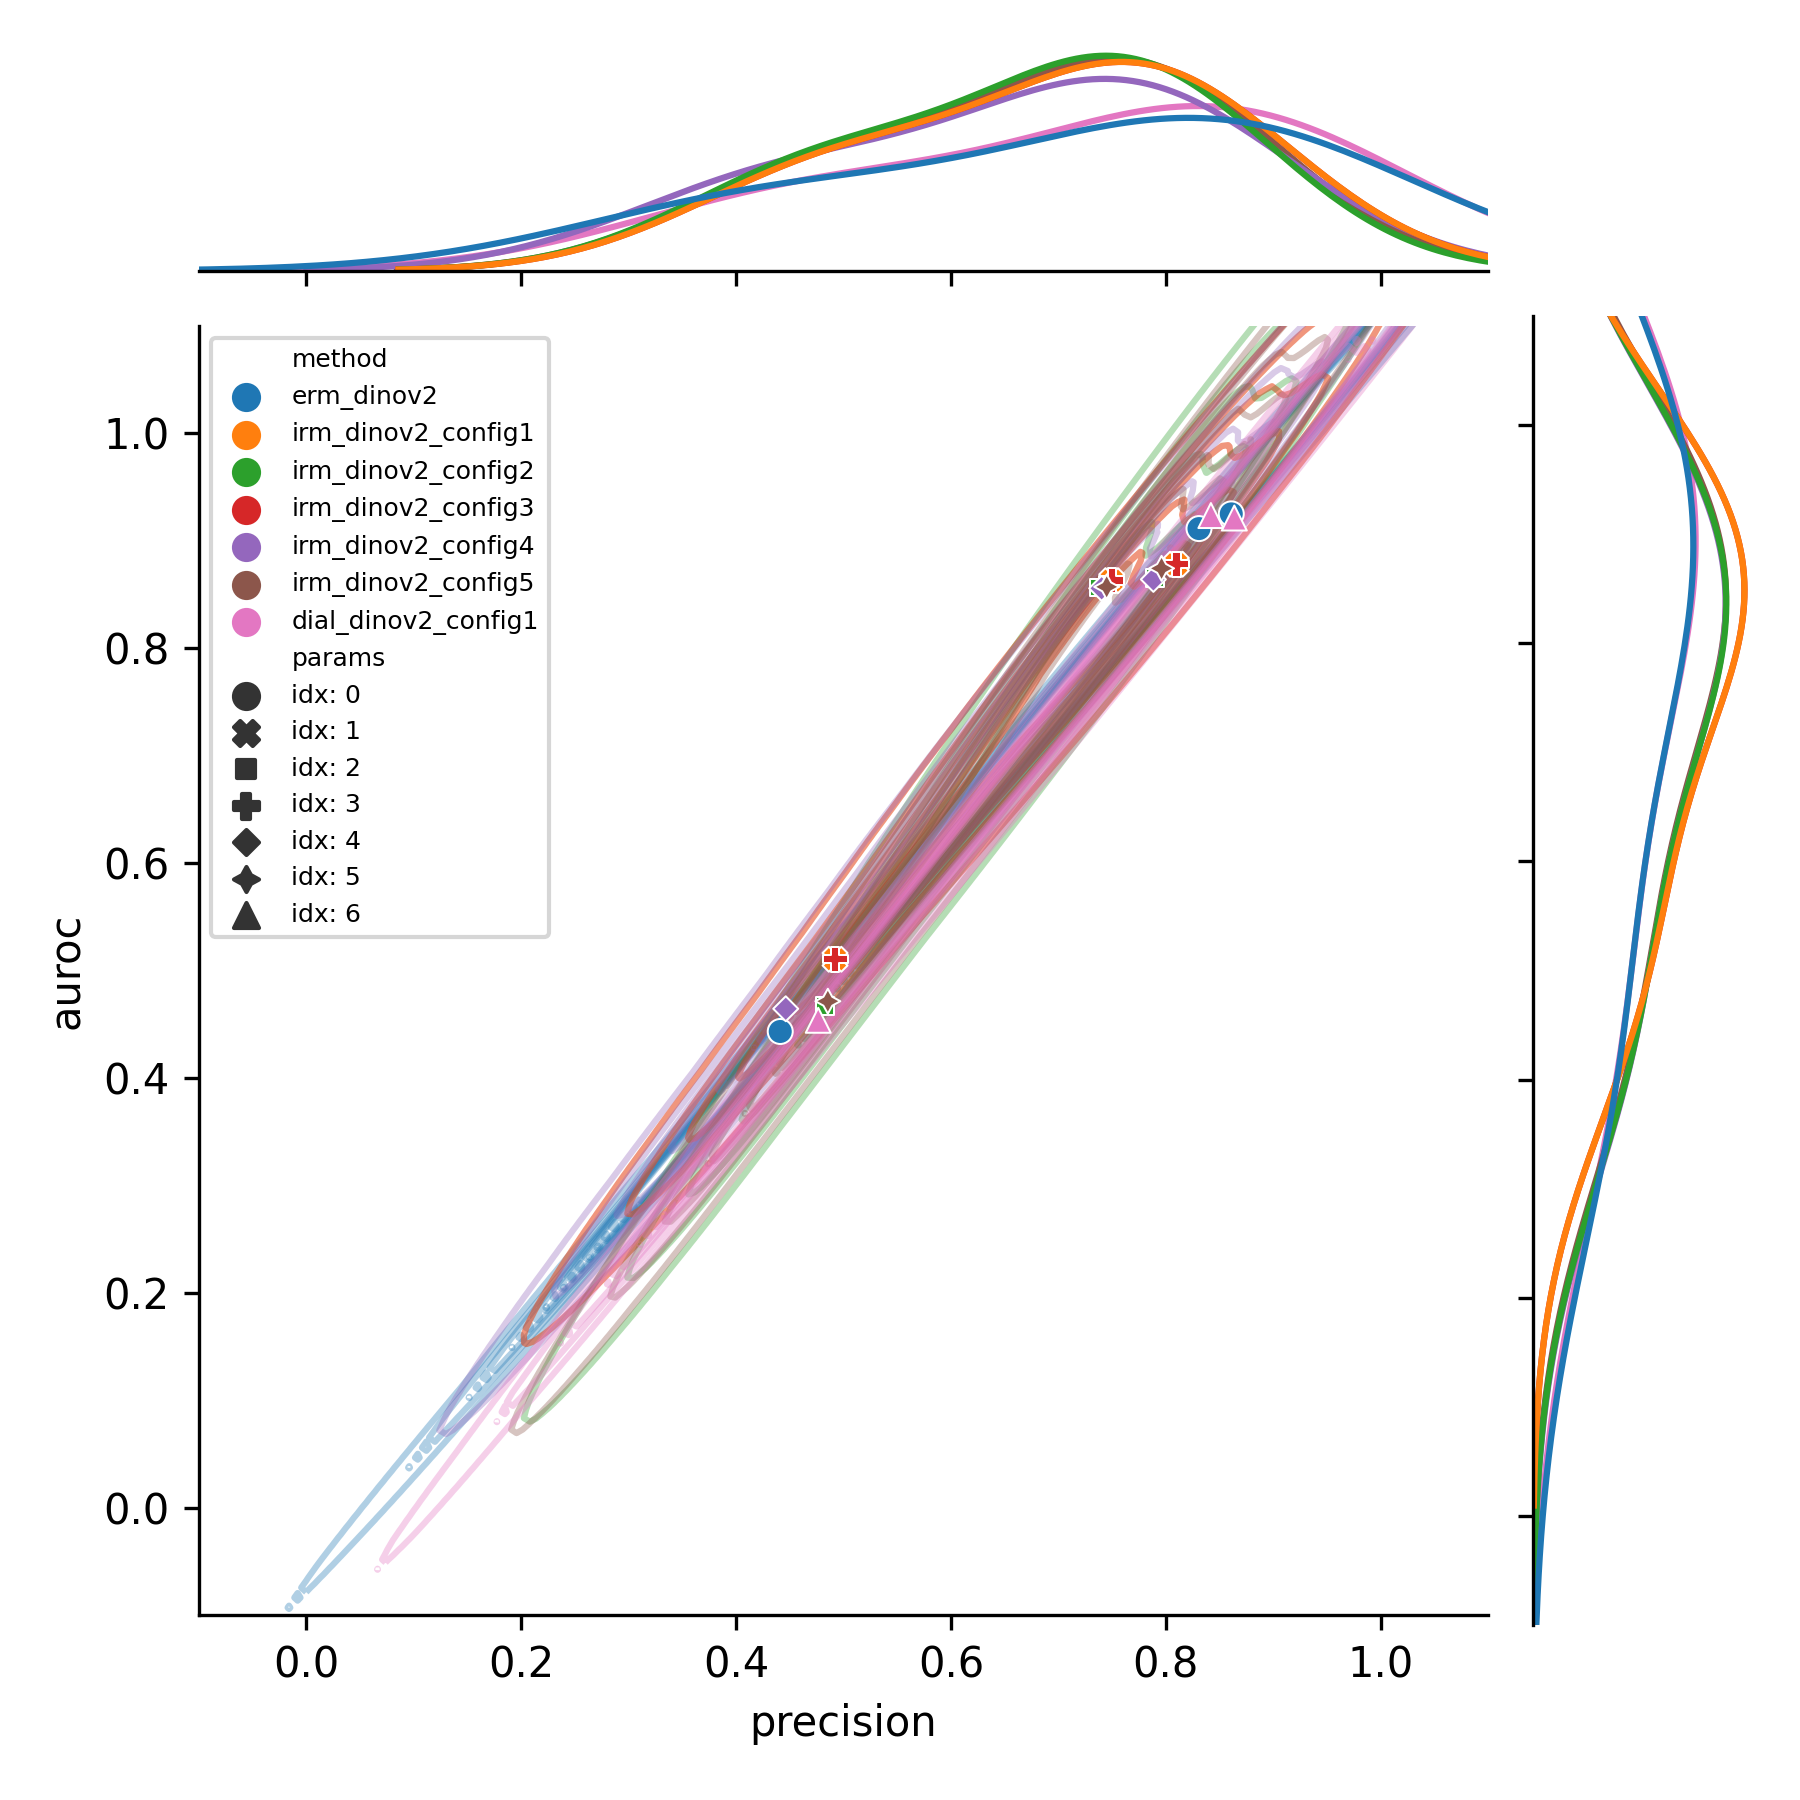 method
erm_dinov2
irm_dinov2_config1
irm_dinov2_config2
irm_dinov2_config3
irm_dinov2_config4
irm_dinov2_config5
dial_dinov2_config1
params
idx: 0
idx: 1
idx: 2
idx: 3
idx: 4
idx: 5
idx: 6
1.0
0.8
0.6
0.4
0.2
0.0
auroc
0.0 0.2 0.4 0.6 0.8 1.0
precision